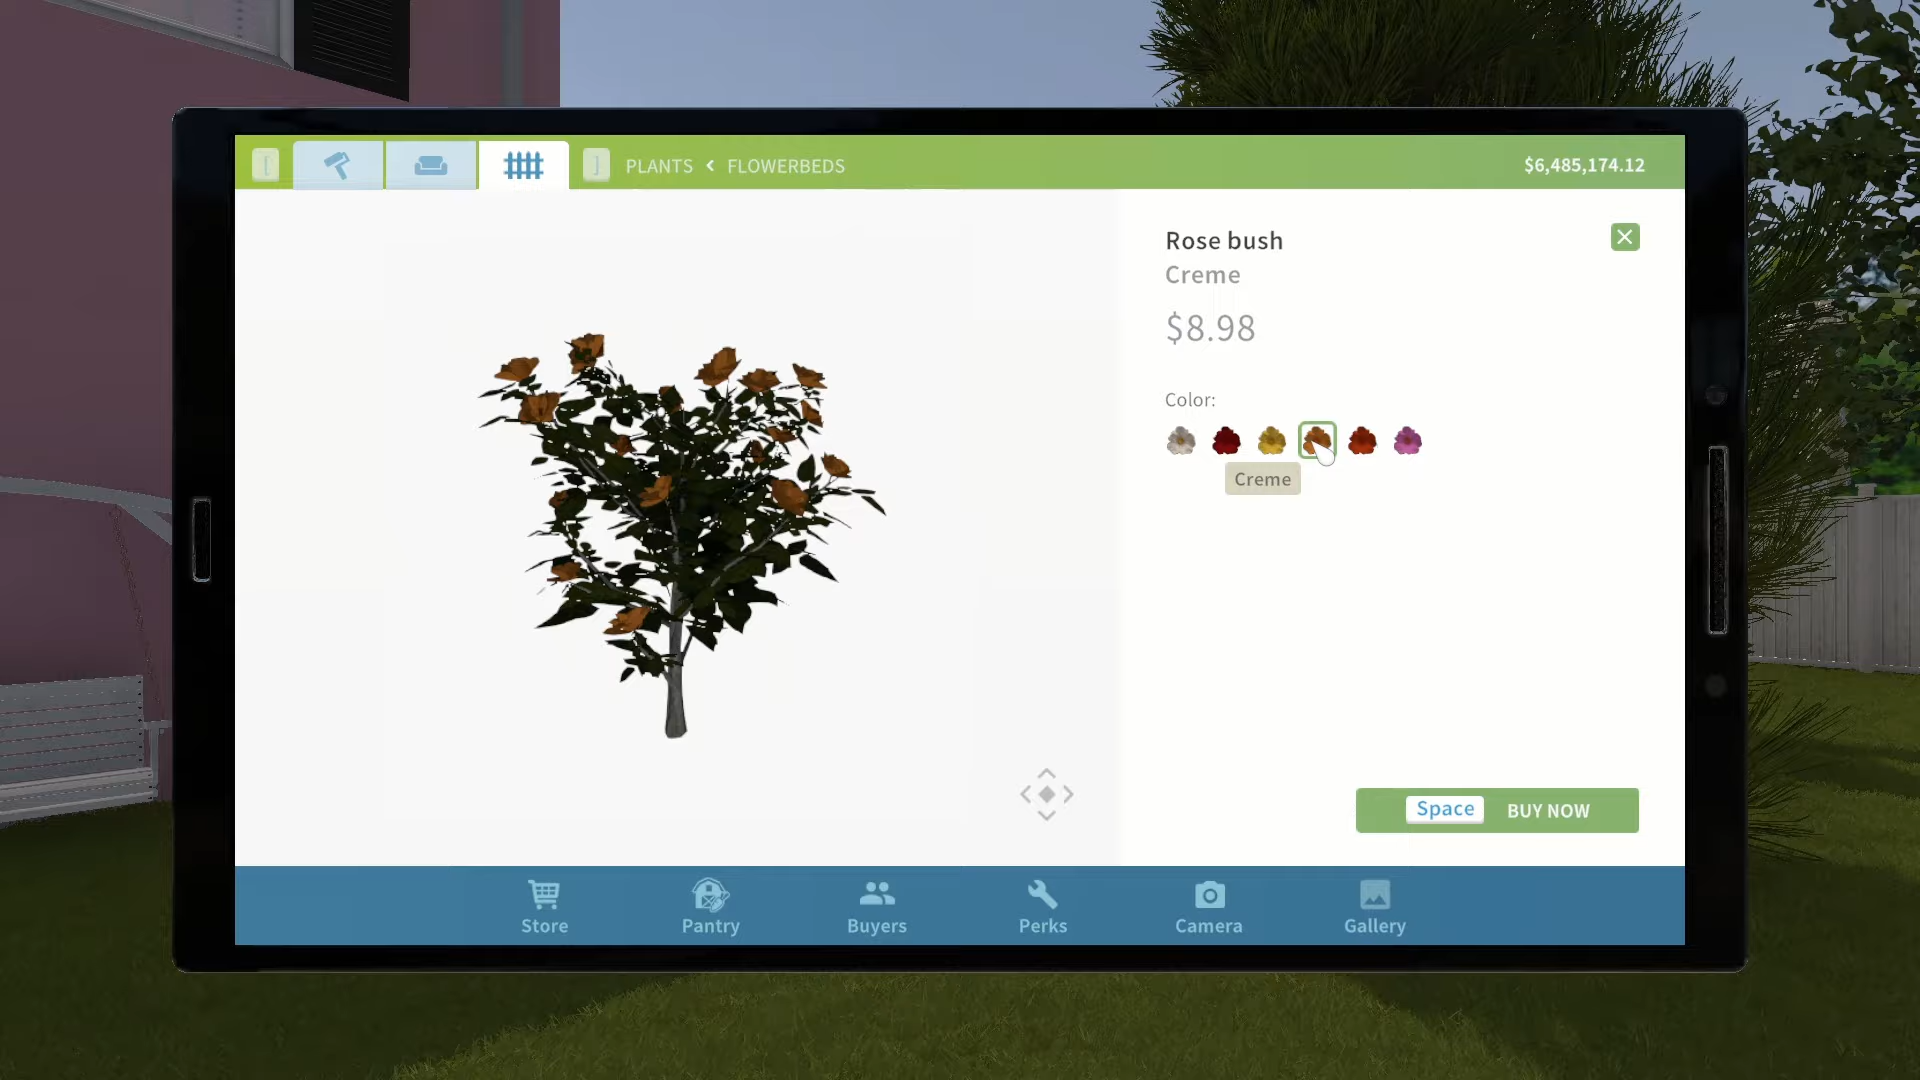 [ ] PLANTS < FLOWERBEDS $6,485,174.12
Rose bush
Creme
$8.98
Color:
Creme
Space BUY NOW
Store Pantry Buyers Perks Camera Gallery